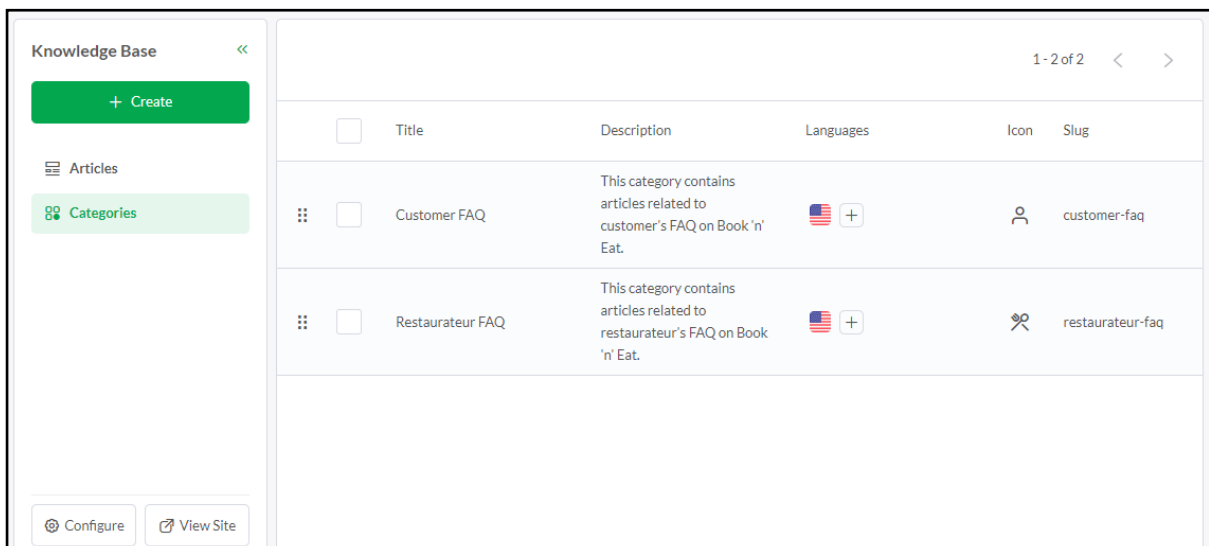 Knowledge Base
+ Create
Articles
Categories
Configure
View Site
1 - 2 of 2
Title Description Languages Icon Slug
Customer FAQ
This category contains
articles related to
customer's FAQ on Book 'n'
Eat.
customer-faq
Restaurateur FAQ
This category contains
articles related to
restaurateur's FAQ on Book
'n' Eat.
restaurateur-faq